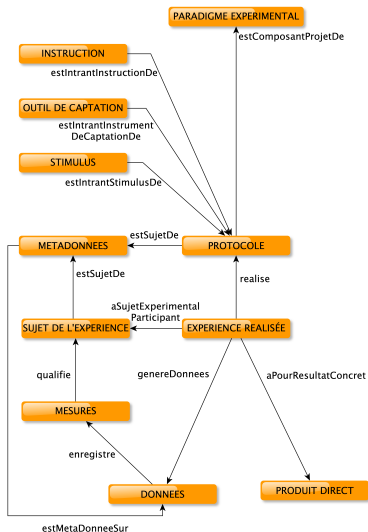 PARADIGME EXPERIMENTAL
estComposantProjetDe
INSTRUCTION
estIntrantInstructionDe
OUTIL DE CAPTATION
estIntrantInstrument
DeCaptationDe
STIMULUS
estIntrantStimulusDe
METADONNEES
estSujetDe
PROTOCOLE
estSujetDe
realise
aSujetExperimental
Participant
SUJET DE L'EXPERIENCE
EXPERIENCE REALISÉE
qualifie
genereDonnees
aPourResultatConcret
MESURES
enregistre
DONNEES
PRODUIT DIRECT
estMetaDonneeSur